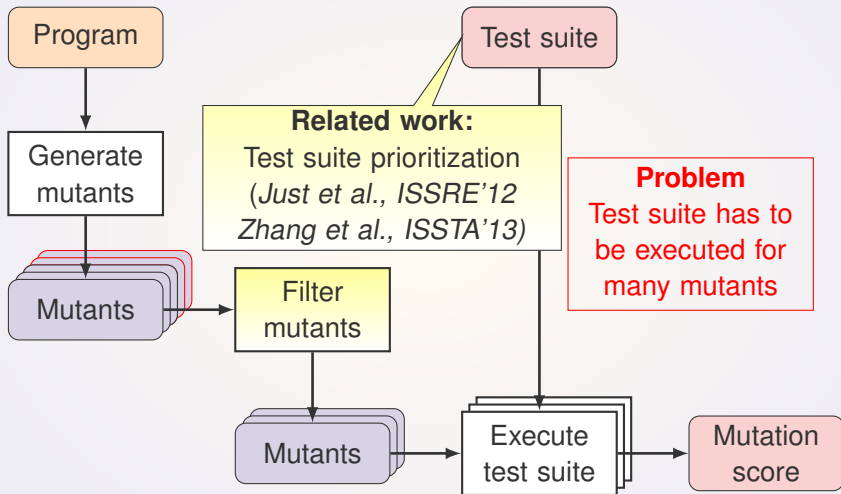 Program
Test suite
Related work:
Test suite prioritization
(Just et al., ISSRE'12
Zhang et al., ISSTA'13)
Generate
mutants
Problem
Test suite has to
be executed for
many mutants
Mutants
Filter
mutants
Mutants
Execute
test suite
Mutation
score